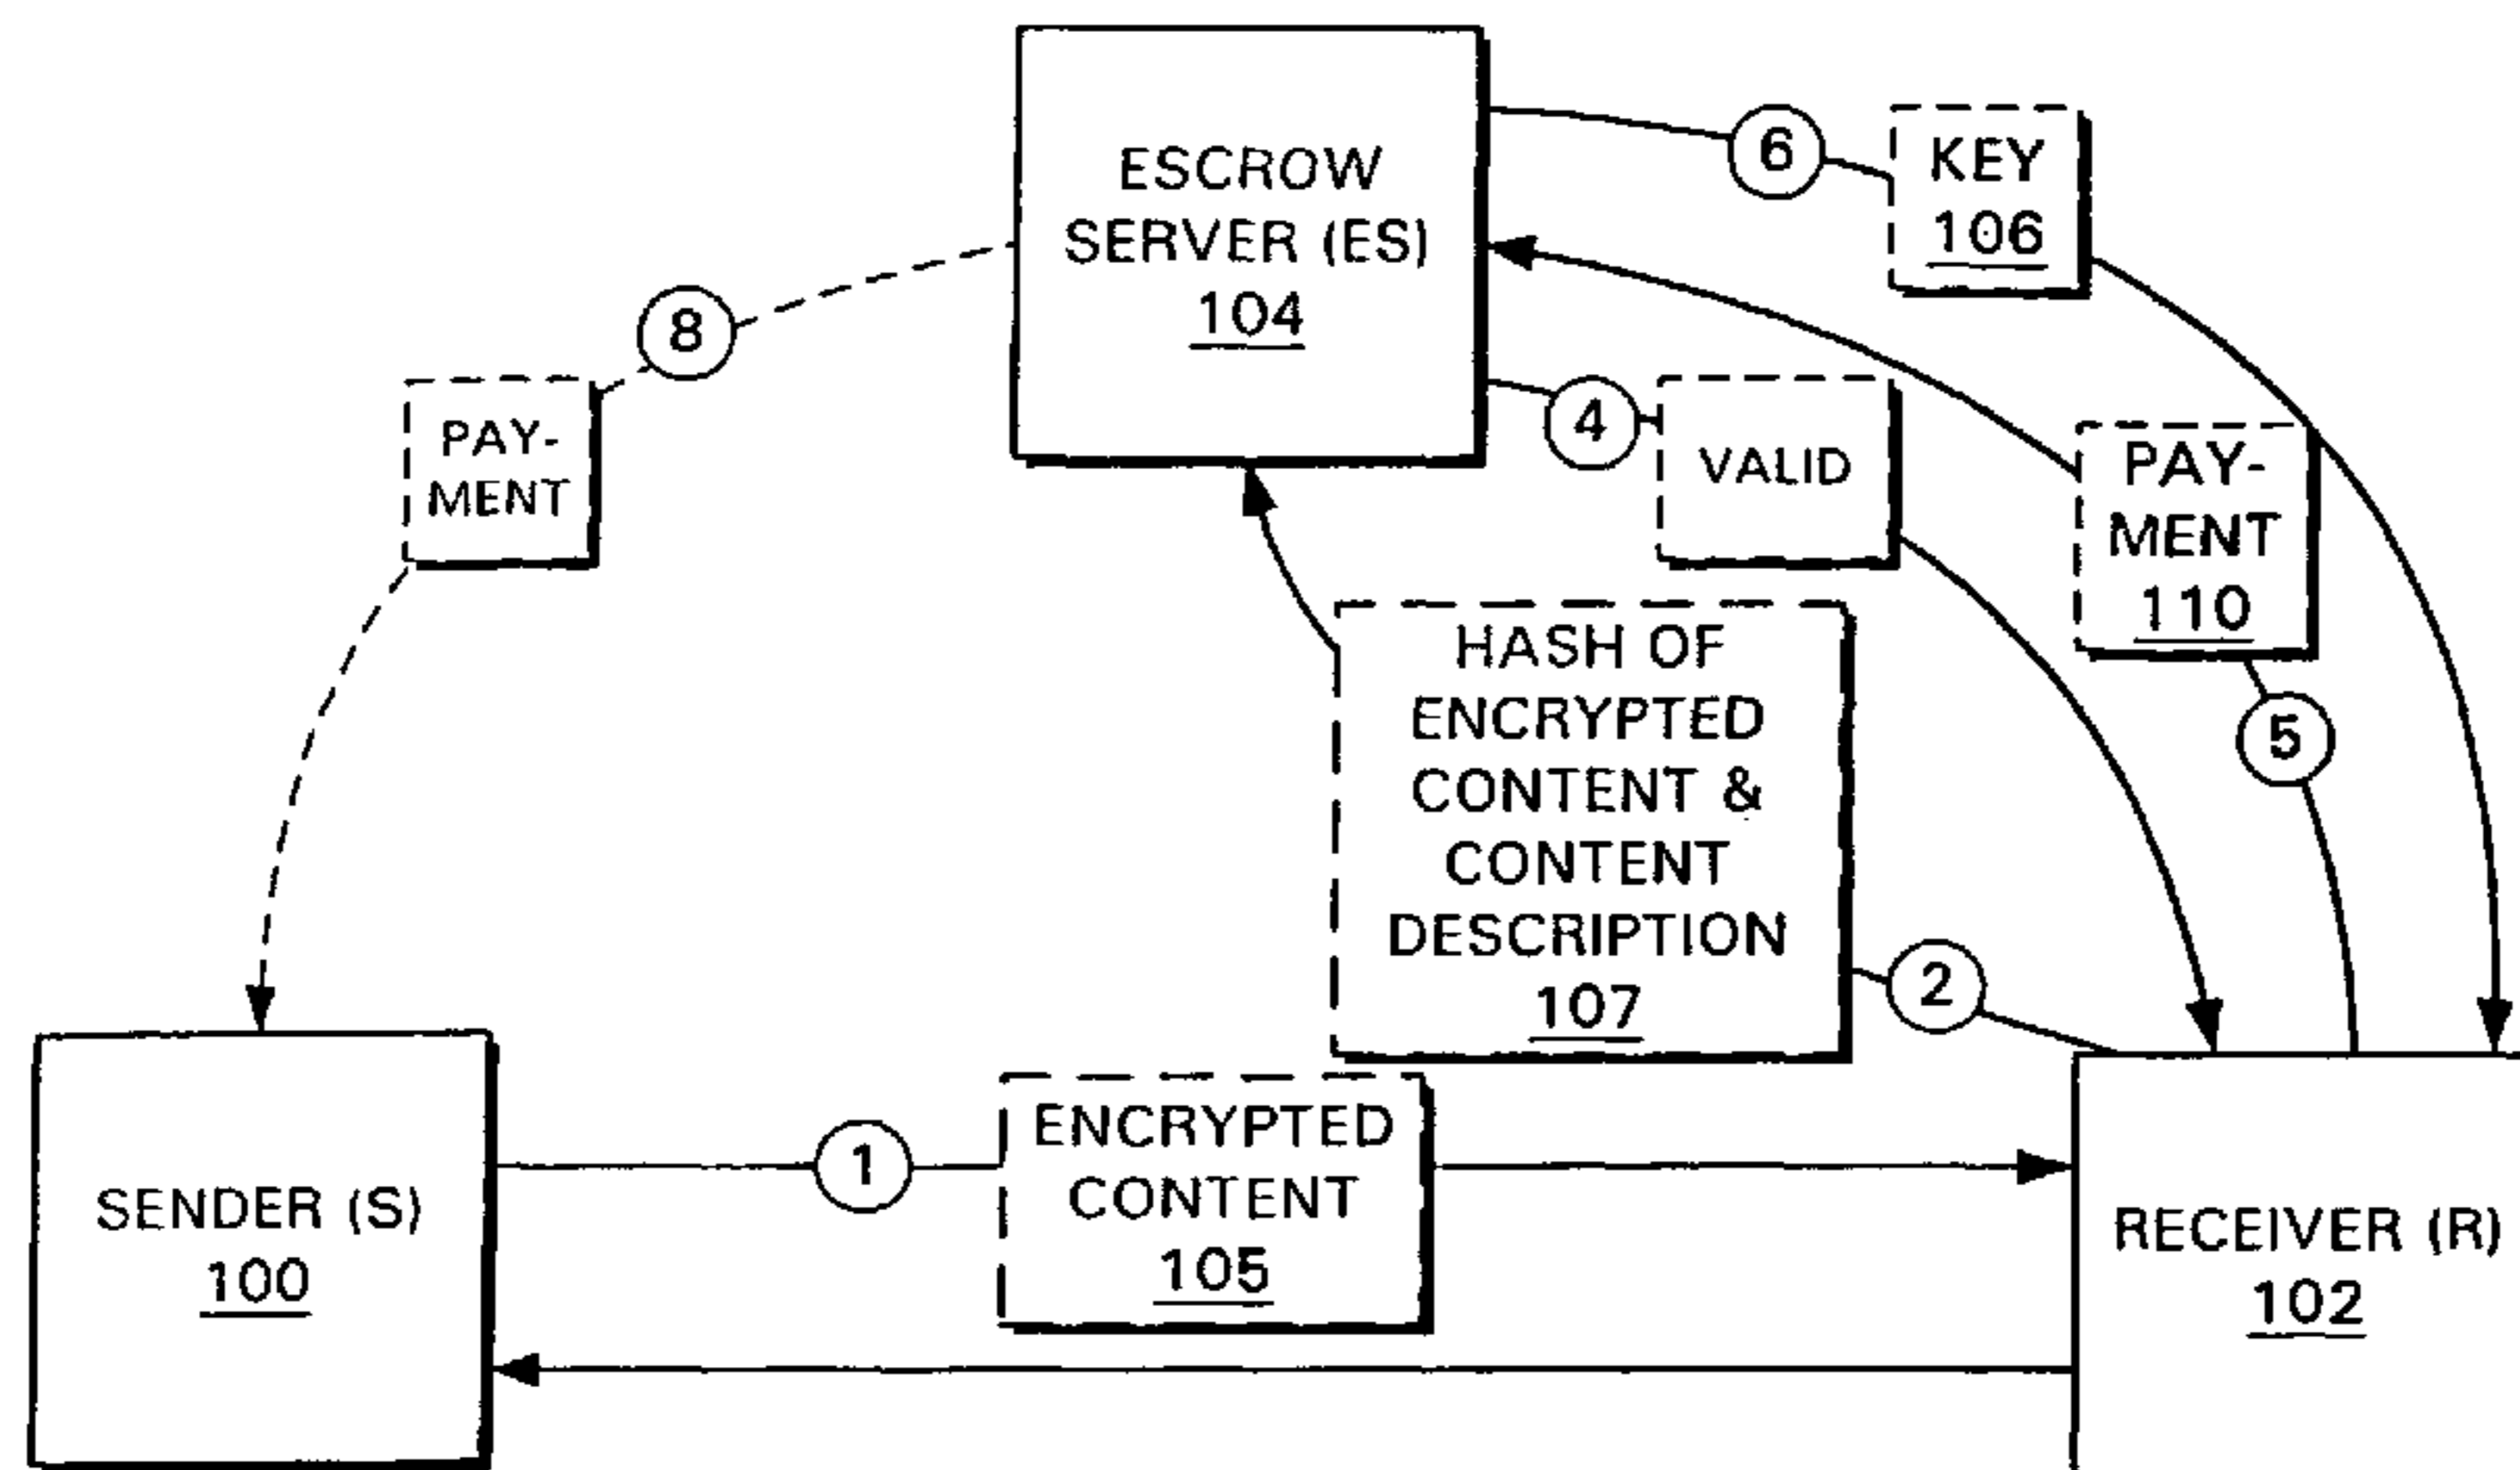 ESCROW
SERVER (ES)
104
6
KEY
106
8
PAY-
MENT
4
VALID
PAY-
MENT
110
5
HASH OF
ENCRYPTED
CONTENT &
CONTENT
DESCRIPTION
107
2
SENDER (S)
100
1
ENCRYPTED
CONTENT
105
RECEIVER (R)
102